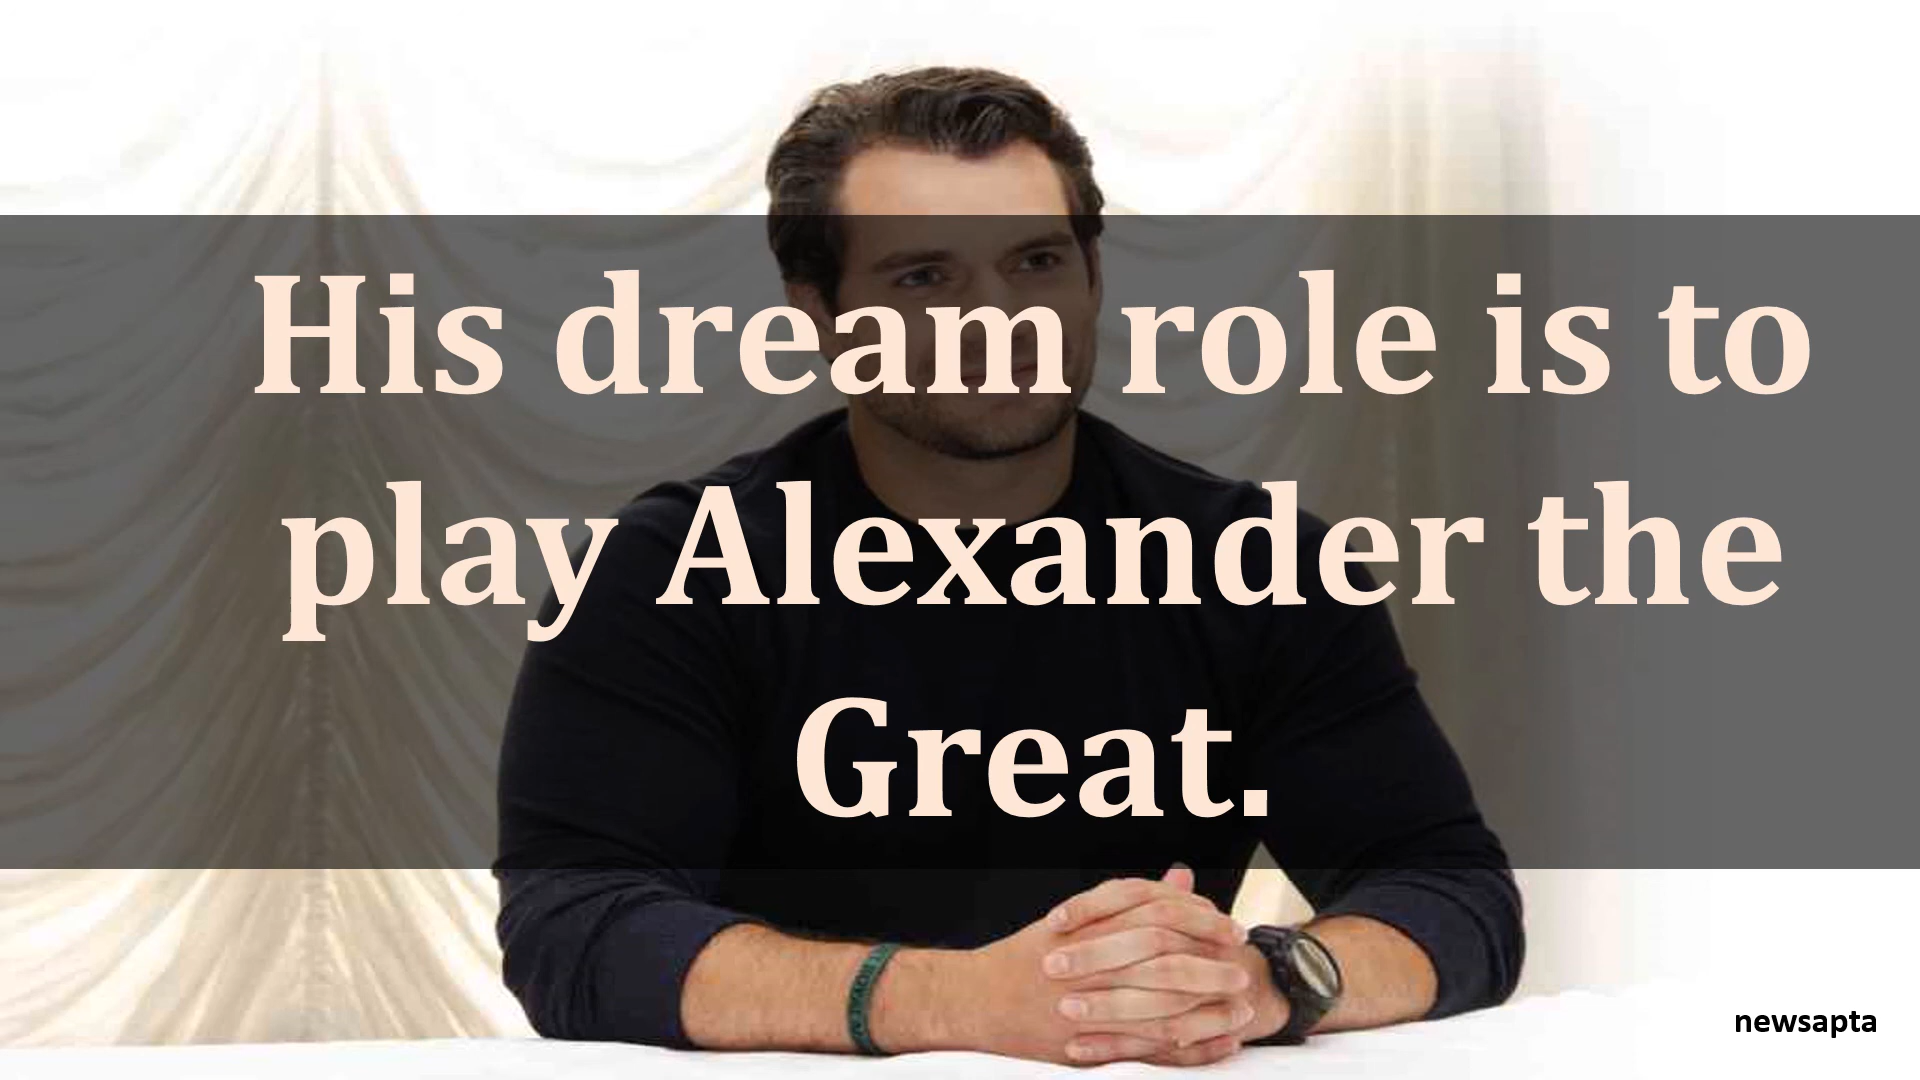 His dream role is to
play Alexander the
Great.
newsapta